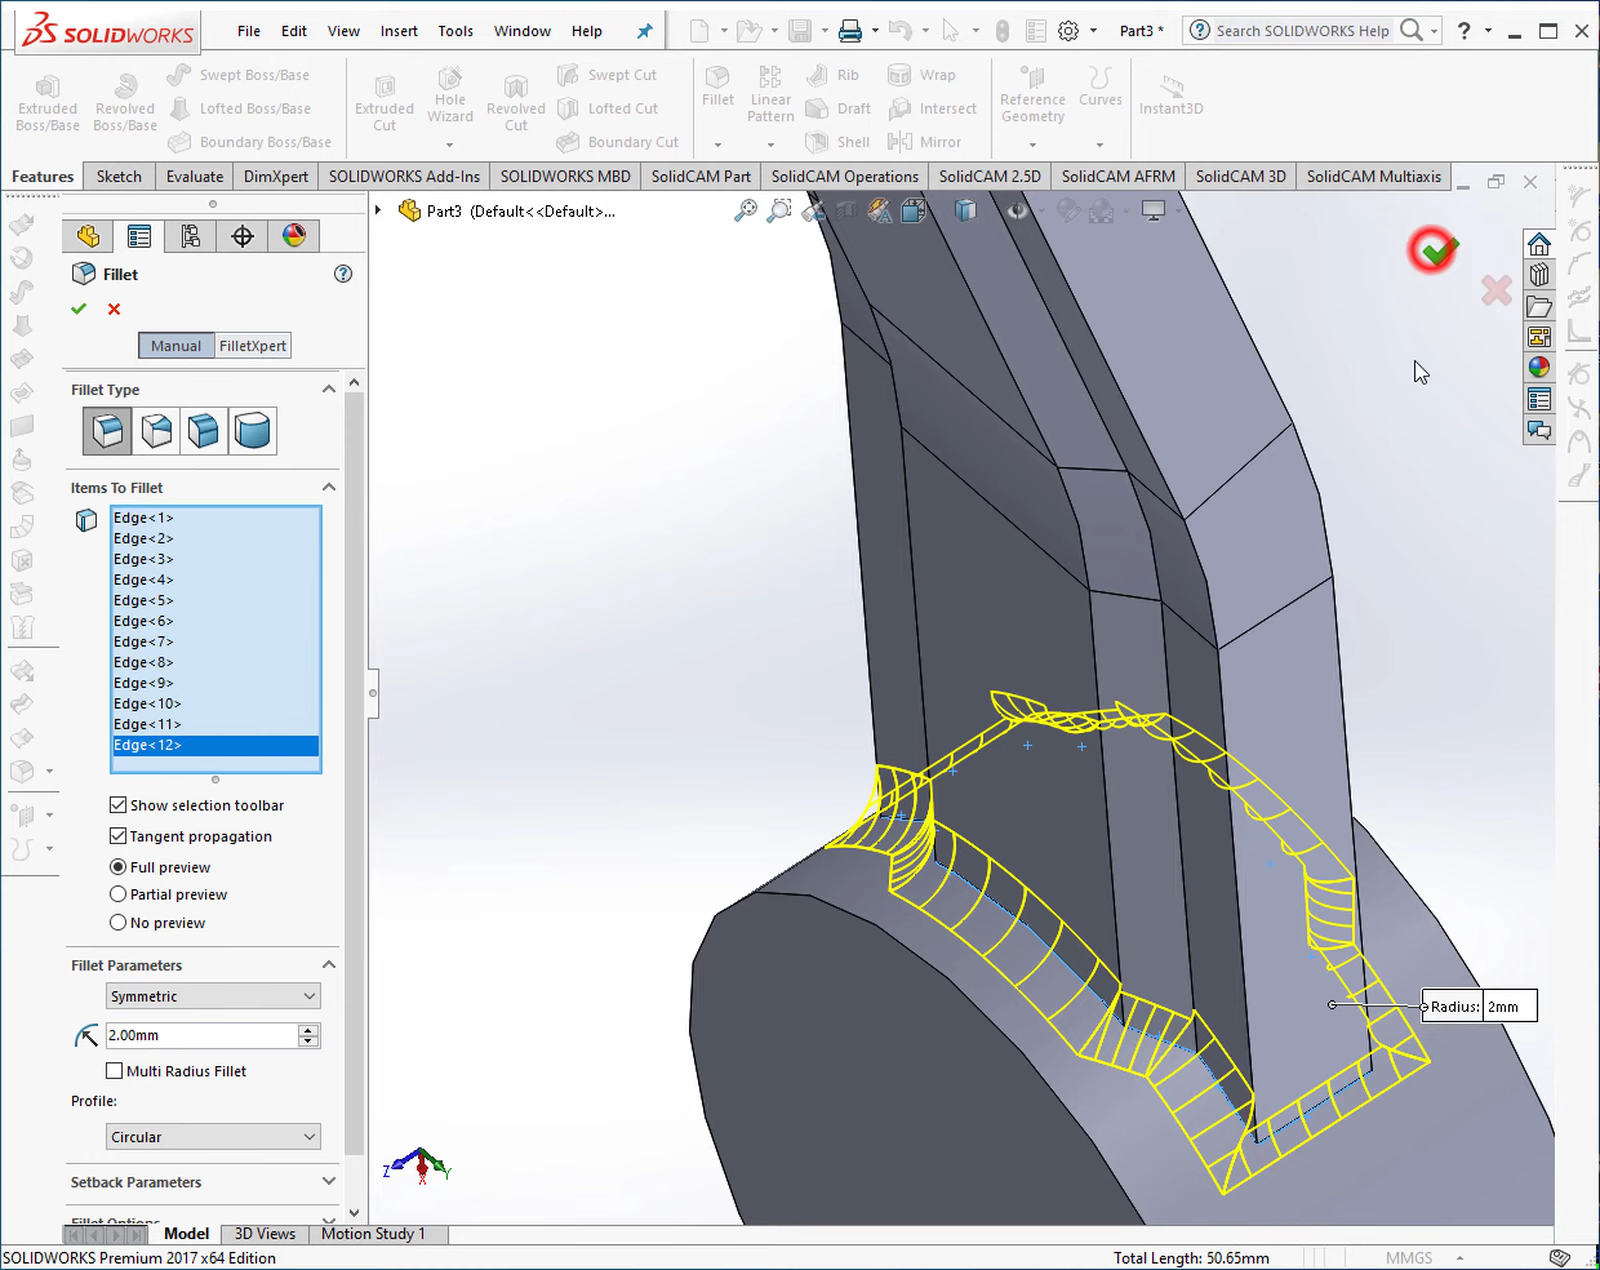 SOLIDWORKS
File Edit View Insert Tools Window Help
Part3 *
Search SOLIDWORKS Help
?
Extruded Boss/Base
Revolved Boss/Base
Swept Boss/Base
Lofted Boss/Base
Boundary Boss/Base
Extruded Cut
Hole Wizard
Revolved Cut
Swept Cut
Lofted Cut
Boundary Cut
Fillet
Linear Pattern
Rib
Draft
Shell
Wrap
Intersect
Mirror
Reference Geometry
Curves
Instant3D
Features Sketch Evaluate DimXpert SOLIDWORKS Add-Ins SOLIDWORKS MBD SolidCAM Part SolidCAM Operations SolidCAM 2.5D SolidCAM AFRM SolidCAM 3D SolidCAM Multiaxis
Part3 (Default<<Default>...
Fillet
?
Manual FilletXpert
Fillet Type
Items To Fillet
Edge<1>
Edge<2>
Edge<3>
Edge<4>
Edge<5>
Edge<6>
Edge<7>
Edge<8>
Edge<9>
Edge<10>
Edge<11>
Edge<12>
Show selection toolbar
Tangent propagation
Full preview
Partial preview
No preview
Fillet Parameters
Symmetric
2.00mm
Multi Radius Fillet
Profile:
Circular
Setback Parameters
Fillet Options
Radius: 2mm
Z X Y
Model 3D Views Motion Study 1
SOLIDWORKS Premium 2017 x64 Edition
Total Length: 50.65mm
MMGS